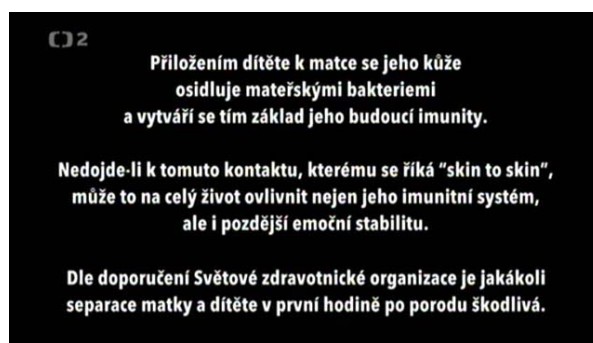 2
Přiložením dítěte k matce se jeho kůže
osidluje mateřskými bakteriemi
a vytváří se tím základ jeho budoucí imunity.
Nedojde-li k tomuto kontaktu, kterému se říká "skin to skin",
může to na celý život ovlivnit nejen jeho imunitní systém,
ale i pozdější emoční stabilitu.
Dle doporučení Světové zdravotnické organizace je jakákoli
separace matky a dítěte v první hodině po porodu škodlivá.